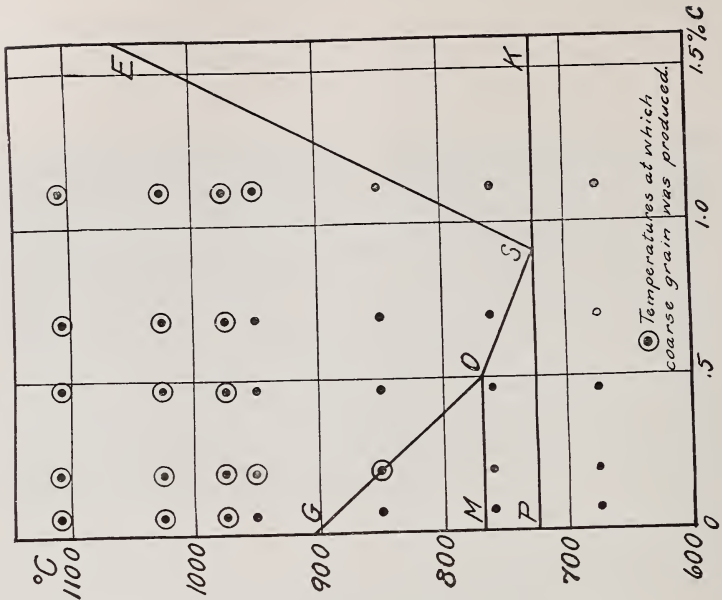 °C
1100
1000
900
800
700
600
E
K
G
S
O
M
P
⦿ Temperatures at which
coarse grain was produced.
0
.5
1.0
1.5% C